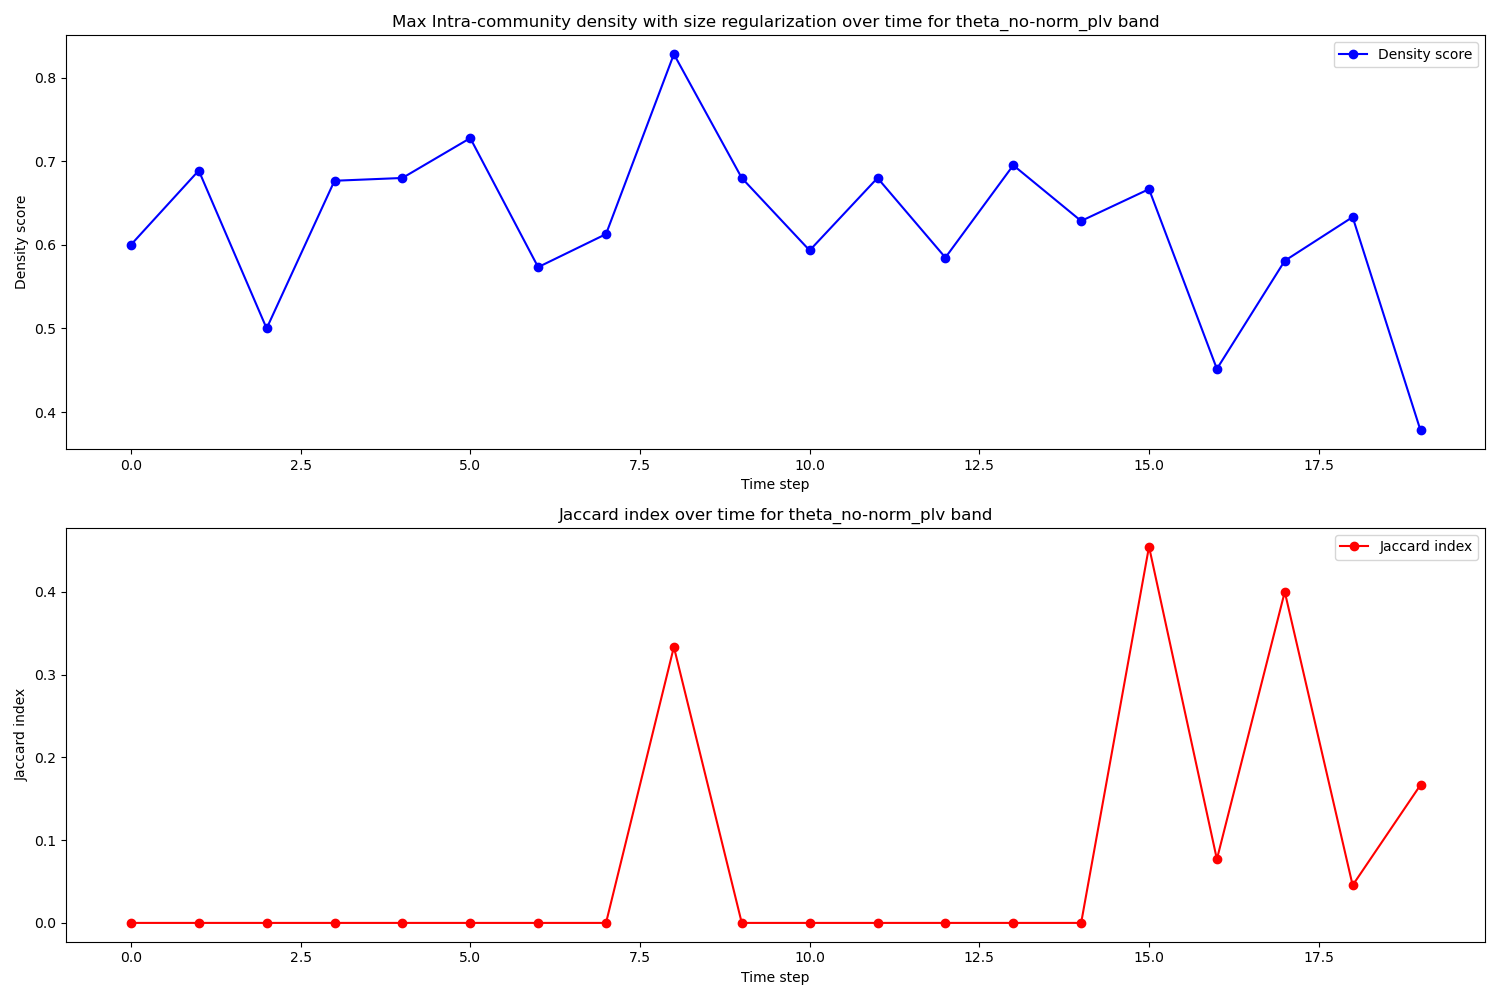 Max Intra-community density with size regularization over time for theta_no-norm_plv band
Density score
0.8
0.7
0.6
0.5
0.4
Density score
0.0 2.5 5.0 7.5 10.0 12.5 15.0 17.5
Time step
Jaccard index over time for theta_no-norm_plv band
Jaccard index
0.4
0.3
0.2
0.1
0.0
Jaccard index
0.0 2.5 5.0 7.5 10.0 12.5 15.0 17.5
Time step